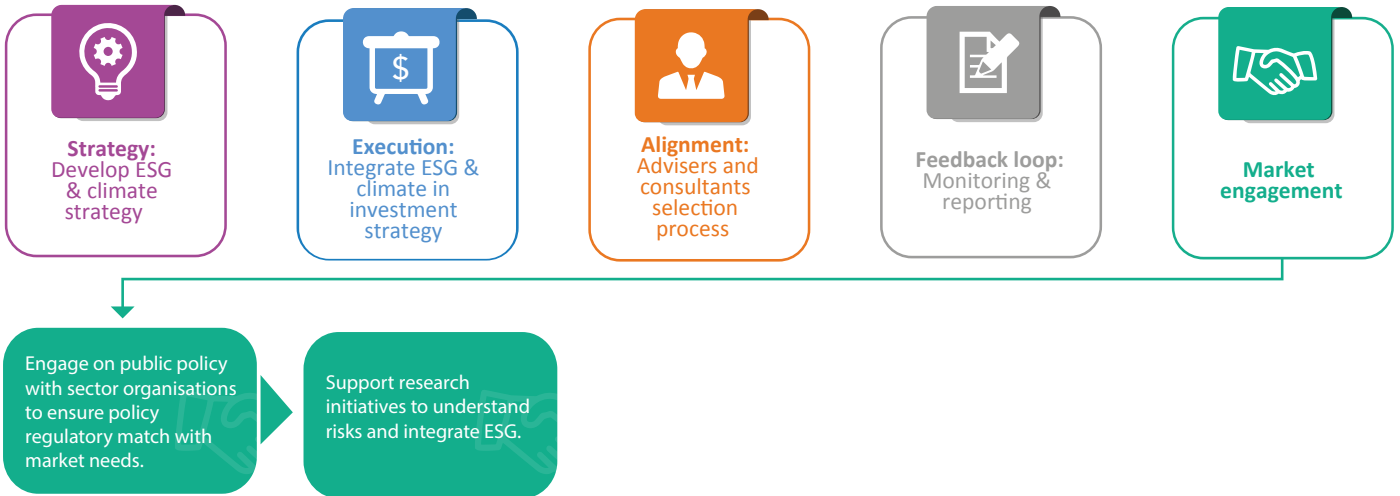 $
Strategy:
Develop ESG
& climate
strategy
Execution:
Integrate ESG &
climate in
investment
strategy
Alignment:
Advisers and
consultants
selection
process
Feedback loop:
Monitoring &
reporting
Market
engagement
Engage on public policy
with sector organisations
to ensure policy
regulatory match with
market needs.
Support research
initiatives to understand
risks and integrate ESG.